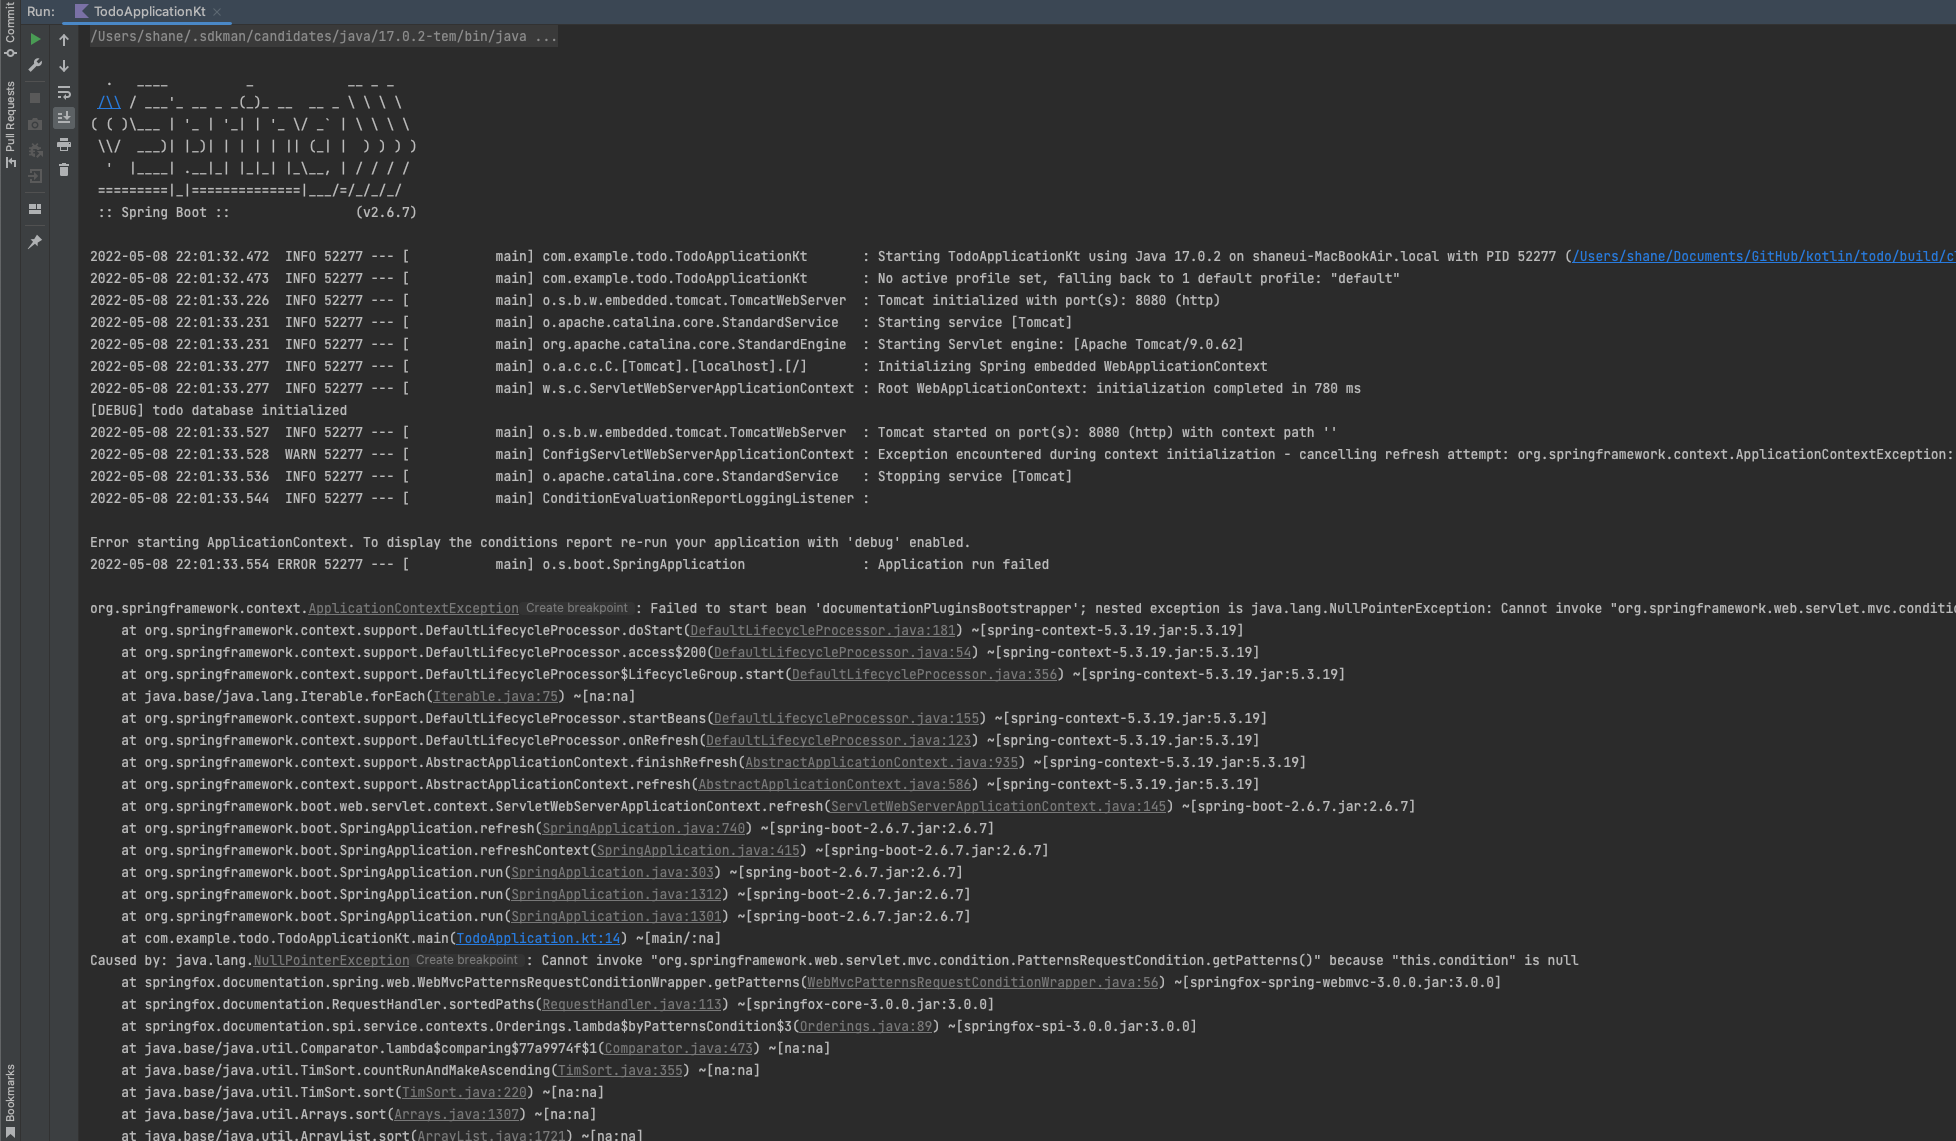 Run: TodoApplicationKt
Commit
Pull Requests
Bookmarks
/Users/shane/.sdkman/candidates/java/17.0.2-tem/bin/java ...
  .   ____          _            __ _ _
 /\\ / ___'_ __ _ _(_)_ __  __ _ \ \ \ \
( ( )\___ | '_ | '_| | '_ \/ _` | \ \ \ \
 \\/  ___)| |_)| | | | | || (_| |  ) ) ) )
  '  |____| .__|_| |_|_| |_\__, | / / / /
 =========|_|==============|___/=/_/_/_/
 :: Spring Boot ::                (v2.6.7)
2022-05-08 22:01:32.472  INFO 52277 --- [           main] com.example.todo.TodoApplicationKt       : Starting TodoApplicationKt using Java 17.0.2 on shaneui-MacBookAir.local with PID 52277 (/Users/shane/Documents/GitHub/kotlin/todo/build/c
2022-05-08 22:01:32.473  INFO 52277 --- [           main] com.example.todo.TodoApplicationKt       : No active profile set, falling back to 1 default profile: "default"
2022-05-08 22:01:33.226  INFO 52277 --- [           main] o.s.b.w.embedded.tomcat.TomcatWebServer  : Tomcat initialized with port(s): 8080 (http)
2022-05-08 22:01:33.231  INFO 52277 --- [           main] o.apache.catalina.core.StandardService   : Starting service [Tomcat]
2022-05-08 22:01:33.231  INFO 52277 --- [           main] org.apache.catalina.core.StandardEngine  : Starting Servlet engine: [Apache Tomcat/9.0.62]
2022-05-08 22:01:33.277  INFO 52277 --- [           main] o.a.c.c.C.[Tomcat].[localhost].[/]       : Initializing Spring embedded WebApplicationContext
2022-05-08 22:01:33.277  INFO 52277 --- [           main] w.s.c.ServletWebServerApplicationContext : Root WebApplicationContext: initialization completed in 780 ms
[DEBUG] todo database initialized
2022-05-08 22:01:33.527  INFO 52277 --- [           main] o.s.b.w.embedded.tomcat.TomcatWebServer  : Tomcat started on port(s): 8080 (http) with context path ''
2022-05-08 22:01:33.528  WARN 52277 --- [           main] ConfigServletWebServerApplicationContext : Exception encountered during context initialization - cancelling refresh attempt: org.springframework.context.ApplicationContextException:
2022-05-08 22:01:33.536  INFO 52277 --- [           main] o.apache.catalina.core.StandardService   : Stopping service [Tomcat]
2022-05-08 22:01:33.544  INFO 52277 --- [           main] ConditionEvaluationReportLoggingListener :
Error starting ApplicationContext. To display the conditions report re-run your application with 'debug' enabled.
2022-05-08 22:01:33.554 ERROR 52277 --- [           main] o.s.boot.SpringApplication               : Application run failed
org.springframework.context.ApplicationContextException Create breakpoint : Failed to start bean 'documentationPluginsBootstrapper'; nested exception is java.lang.NullPointerException: Cannot invoke "org.springframework.web.servlet.mvc.conditio
    at org.springframework.context.support.DefaultLifecycleProcessor.doStart(DefaultLifecycleProcessor.java:181) ~[spring-context-5.3.19.jar:5.3.19]
    at org.springframework.context.support.DefaultLifecycleProcessor.access$200(DefaultLifecycleProcessor.java:54) ~[spring-context-5.3.19.jar:5.3.19]
    at org.springframework.context.support.DefaultLifecycleProcessor$LifecycleGroup.start(DefaultLifecycleProcessor.java:356) ~[spring-context-5.3.19.jar:5.3.19]
    at java.base/java.lang.Iterable.forEach(Iterable.java:75) ~[na:na]
    at org.springframework.context.support.DefaultLifecycleProcessor.startBeans(DefaultLifecycleProcessor.java:155) ~[spring-context-5.3.19.jar:5.3.19]
    at org.springframework.context.support.DefaultLifecycleProcessor.onRefresh(DefaultLifecycleProcessor.java:123) ~[spring-context-5.3.19.jar:5.3.19]
    at org.springframework.context.support.AbstractApplicationContext.finishRefresh(AbstractApplicationContext.java:935) ~[spring-context-5.3.19.jar:5.3.19]
    at org.springframework.context.support.AbstractApplicationContext.refresh(AbstractApplicationContext.java:586) ~[spring-context-5.3.19.jar:5.3.19]
    at org.springframework.boot.web.servlet.context.ServletWebServerApplicationContext.refresh(ServletWebServerApplicationContext.java:145) ~[spring-boot-2.6.7.jar:2.6.7]
    at org.springframework.boot.SpringApplication.refresh(SpringApplication.java:740) ~[spring-boot-2.6.7.jar:2.6.7]
    at org.springframework.boot.SpringApplication.refreshContext(SpringApplication.java:415) ~[spring-boot-2.6.7.jar:2.6.7]
    at org.springframework.boot.SpringApplication.run(SpringApplication.java:303) ~[spring-boot-2.6.7.jar:2.6.7]
    at org.springframework.boot.SpringApplication.run(SpringApplication.java:1312) ~[spring-boot-2.6.7.jar:2.6.7]
    at org.springframework.boot.SpringApplication.run(SpringApplication.java:1301) ~[spring-boot-2.6.7.jar:2.6.7]
    at com.example.todo.TodoApplicationKt.main(TodoApplication.kt:14) ~[main/:na]
Caused by: java.lang.NullPointerException Create breakpoint : Cannot invoke "org.springframework.web.servlet.mvc.condition.PatternsRequestCondition.getPatterns()" because "this.condition" is null
    at springfox.documentation.spring.web.WebMvcPatternsRequestConditionWrapper.getPatterns(WebMvcPatternsRequestConditionWrapper.java:56) ~[springfox-spring-webmvc-3.0.0.jar:3.0.0]
    at springfox.documentation.RequestHandler.sortedPaths(RequestHandler.java:113) ~[springfox-core-3.0.0.jar:3.0.0]
    at springfox.documentation.spi.service.contexts.Orderings.lambda$byPatternsCondition$3(Orderings.java:89) ~[springfox-spi-3.0.0.jar:3.0.0]
    at java.base/java.util.Comparator.lambda$comparing$77a9974f$1(Comparator.java:473) ~[na:na]
    at java.base/java.util.TimSort.countRunAndMakeAscending(TimSort.java:355) ~[na:na]
    at java.base/java.util.TimSort.sort(TimSort.java:220) ~[na:na]
    at java.base/java.util.Arrays.sort(Arrays.java:1307) ~[na:na]
    at java.base/java.util.ArrayList.sort(ArrayList.java:1721) ~[na:na]